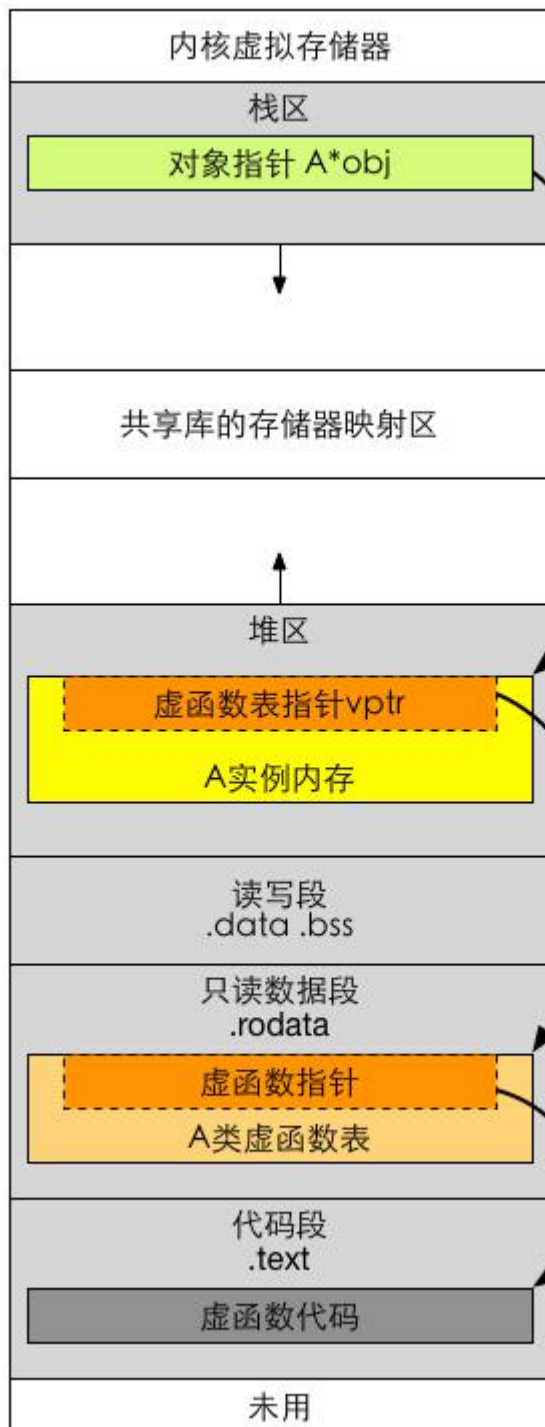 内核虚拟存储器
栈区
对象指针 A*obj
共享库的存储器映射区
堆区
虚函数表指针vptr
A实例内存
读写段
.data .bss
只读数据段
.rodata
虚函数指针
A类虚函数表
代码段
.text
虚函数代码
未用